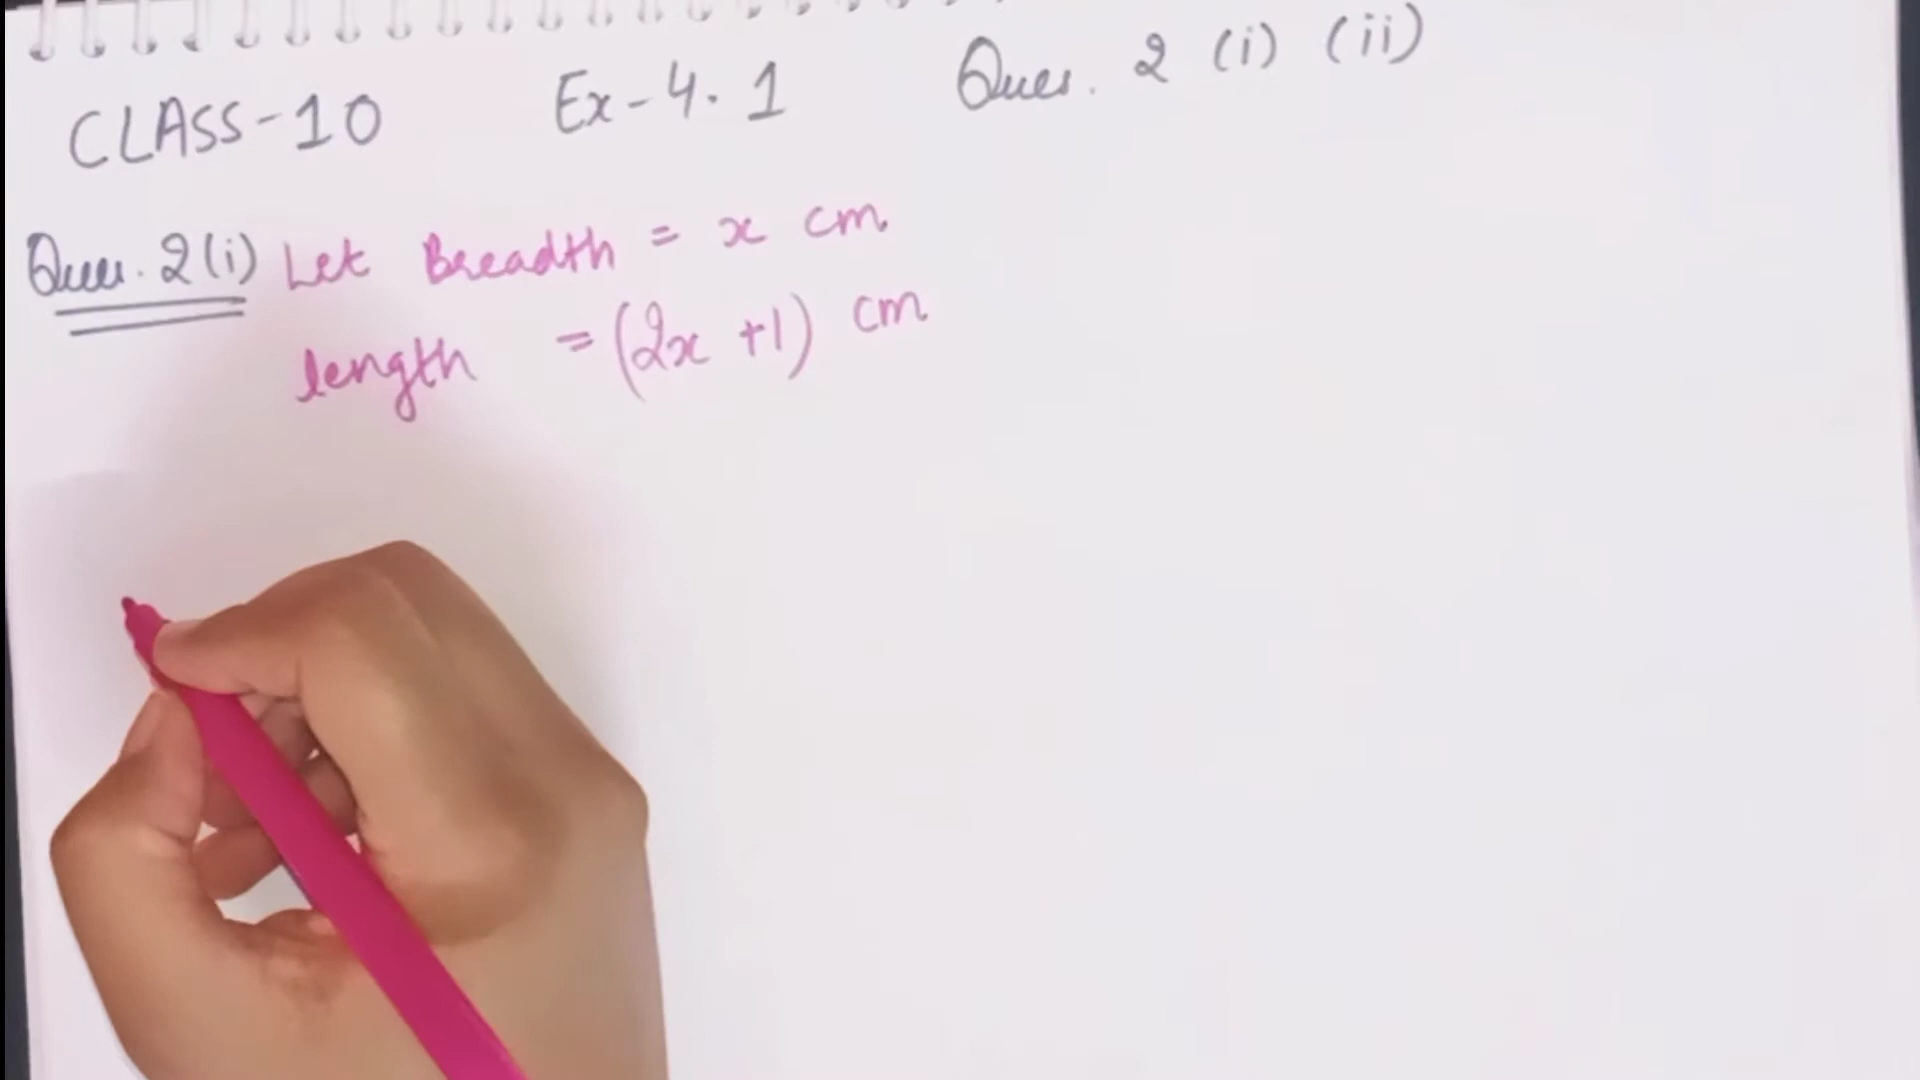 CLASS-10 Ex-4.1 Ques. 2 (i) (ii)
Ques. 2(i) Let Breadth = x cm
length = (2x +1) cm